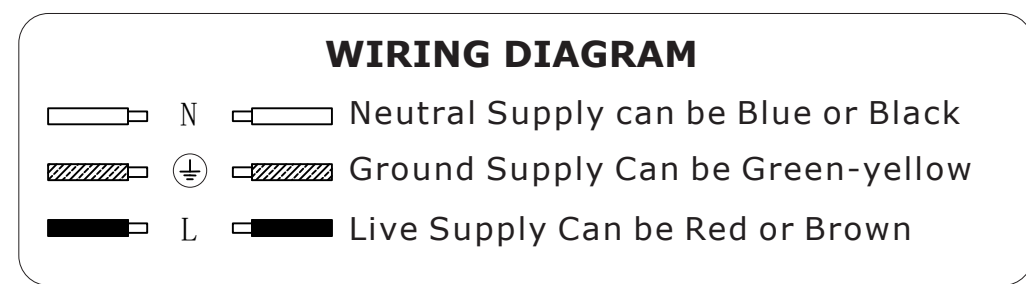 WIRING DIAGRAM
N Neutral Supply can be Blue or Black
Ground Supply Can be Green-yellow
L Live Supply Can be Red or Brown